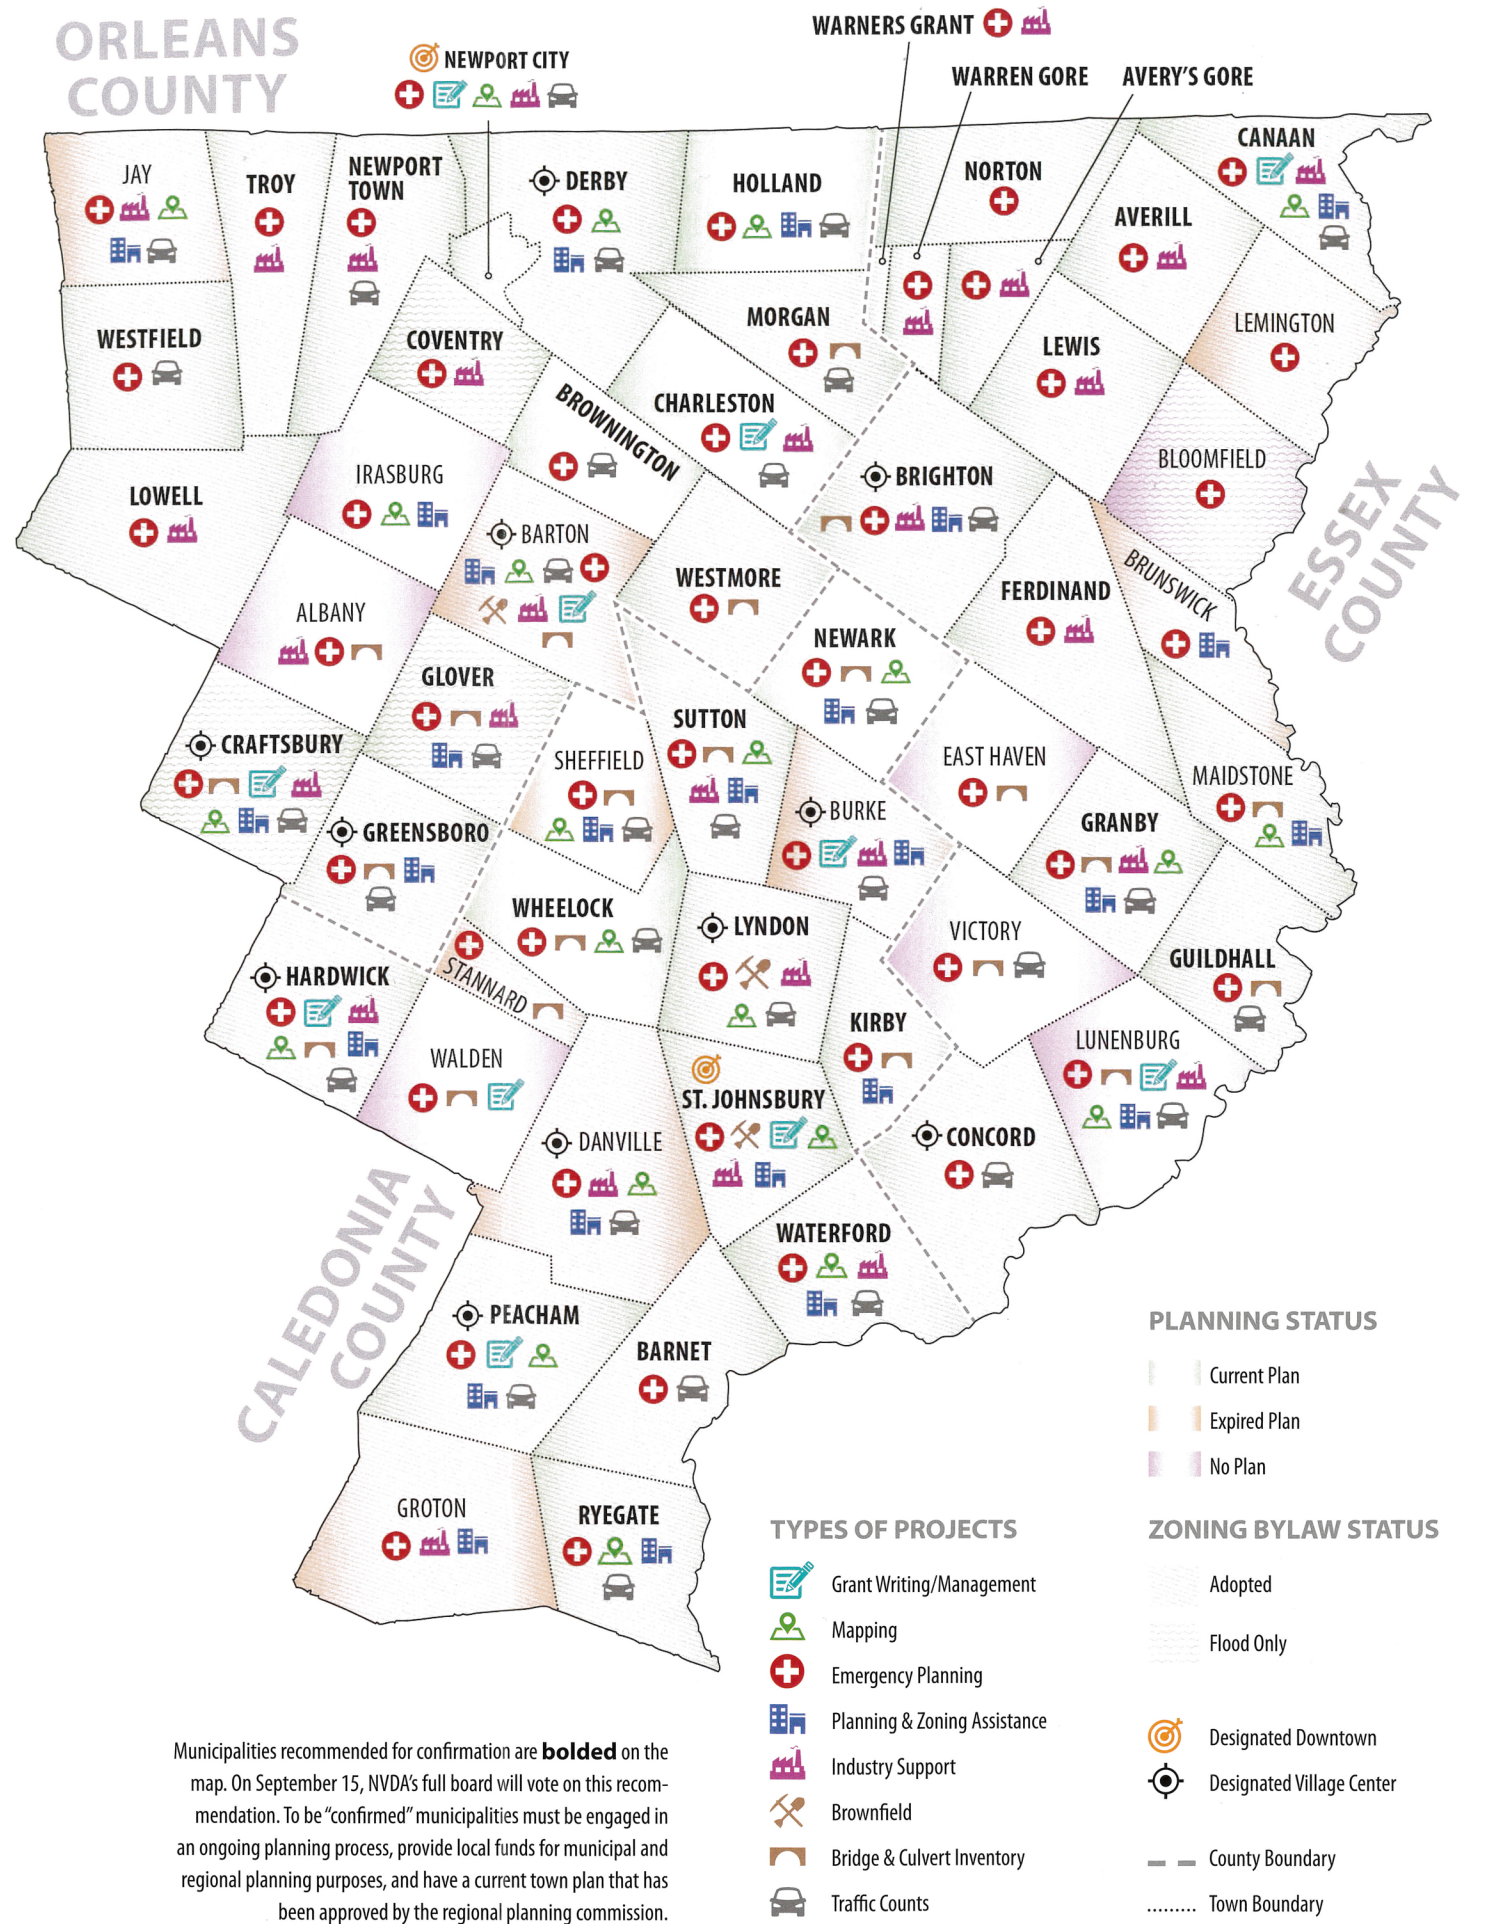 ORLEANS
COUNTY
NEWPORT CITY
WARNERS GRANT
WARREN GORE
AVERY'S GORE
JAY
TROY
NEWPORT
TOWN
DERBY
HOLLAND
NORTON
CANAAN
AVERILL
WESTFIELD
COVENTRY
MORGAN
LEWIS
LEMINGTON
BROWNINGTON
CHARLESTON
LOWELL
IRASBURG
BARTON
BRIGHTON
BLOOMFIELD
ESSEX
COUNTY
ALBANY
WESTMORE
FERDINAND
BRUNSWICK
GLOVER
NEWARK
CRAFTSBURY
SHEFFIELD
SUTTON
EAST HAVEN
MAIDSTONE
GREENSBORO
BURKE
GRANBY
WHEELOCK
LYNDON
VICTORY
GUILDHALL
HARDWICK
STANNARD
KIRBY
LUNENBURG
WALDEN
ST. JOHNSBURY
DANVILLE
CONCORD
CALEDONIA
COUNTY
WATERFORD
PEACHAM
BARNET
GROTON
RYEGATE
PLANNING STATUS
Current Plan
Expired Plan
No Plan
TYPES OF PROJECTS
Grant Writing/Management
Mapping
Emergency Planning
Planning & Zoning Assistance
Industry Support
Brownfield
Bridge & Culvert Inventory
Traffic Counts
ZONING BYLAW STATUS
Adopted
Flood Only
Designated Downtown
Designated Village Center
County Boundary
Town Boundary
Municipalities recommended for confirmation are bolded on the
map. On September 15, NVDA's full board will vote on this recom-
mendation. To be "confirmed" municipalities must be engaged in
an ongoing planning process, provide local funds for municipal and
regional planning purposes, and have a current town plan that has
been approved by the regional planning commission.